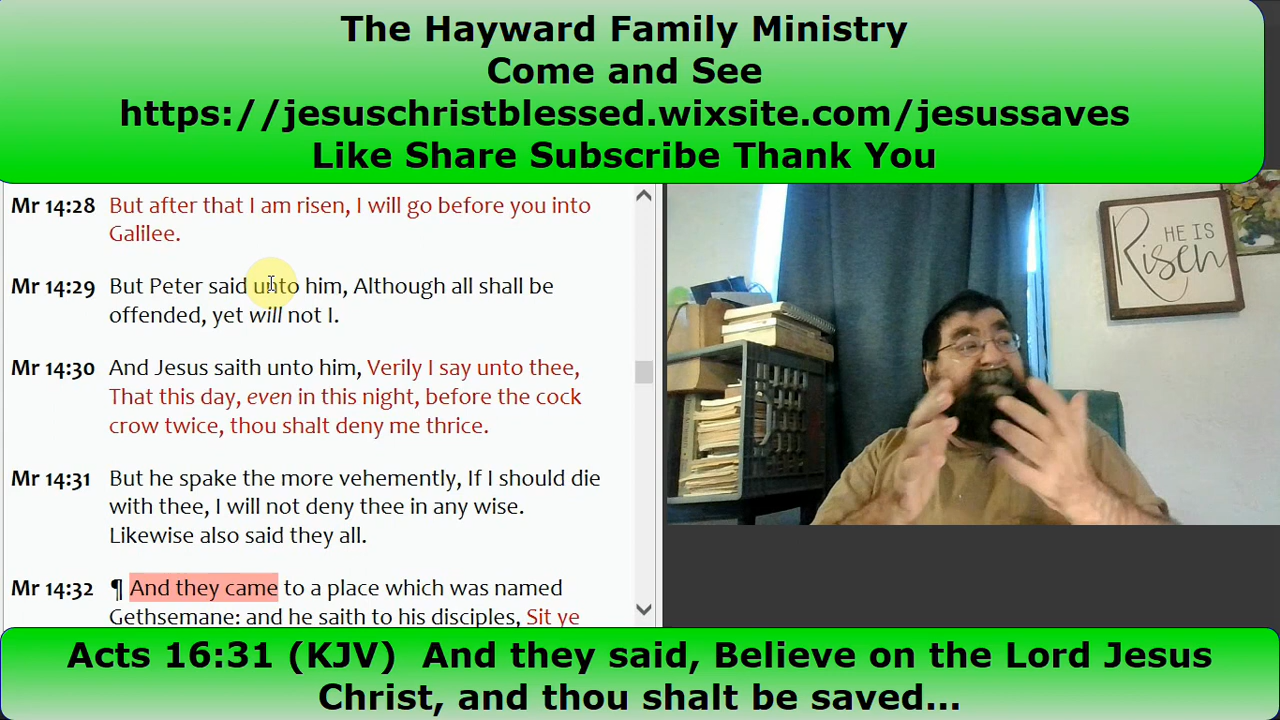 The Hayward Family Ministry
Come and See
https://jesuschristblessed.wixsite.com/jesussaves
Like Share Subscribe Thank You
Mr 14:28 But after that I am risen, I will go before you into
Galilee.
Mr 14:29 But Peter said unto him, Although all shall be
offended, yet will not I.
Mr 14:30 And Jesus saith unto him, Verily I say unto thee,
That this day, even in this night, before the cock
crow twice, thou shalt deny me thrice.
Mr 14:31 But he spake the more vehemently, If I should die
with thee, I will not deny thee in any wise.
Likewise also said they all.
Mr 14:32 ¶ And they came to a place which was named
Gethsemane: and he saith to his disciples, Sit ye
HE IS
Risen
Acts 16:31 (KJV) And they said, Believe on the Lord Jesus
Christ, and thou shalt be saved...